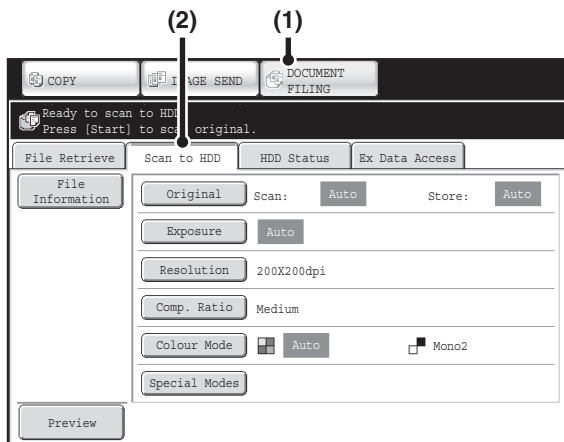 (2) (1)
COPY IMAGE SEND DOCUMENT
FILING
Ready to scan to HDD.
Press [Start] to scan original.
File Retrieve Scan to HDD HDD Status Ex Data Access
File
Information
Original Scan: Auto Store: Auto
Exposure Auto
Resolution 200X200dpi
Comp. Ratio Medium
Colour Mode Auto Mono2
Special Modes
Preview